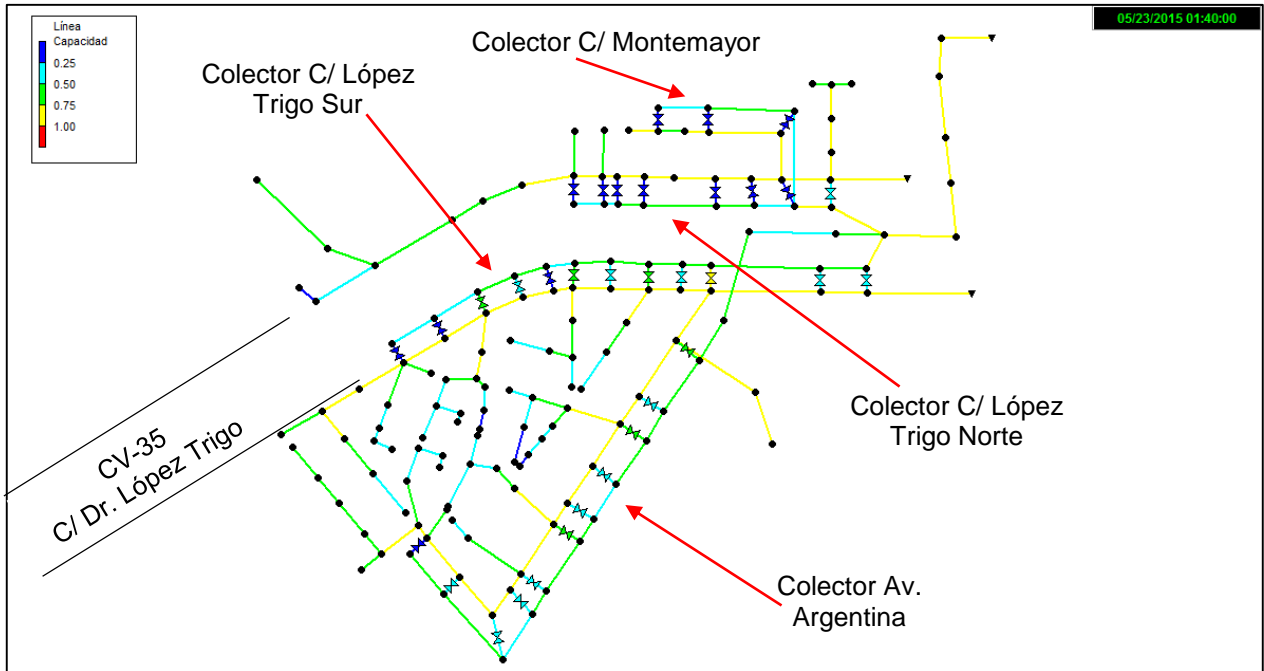 Línea
Capacidad
0.25
0.50
0.75
1.00
05/23/2015 01:40:00
Colector C/ Montemayor
Colector C/ López
Trigo Sur
Colector C/ López
Trigo Norte
CV-35
C/ Dr. López Trigo
Colector Av.
Argentina